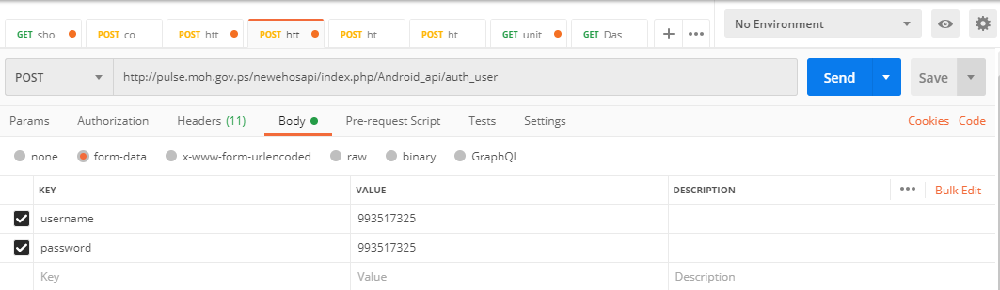 GET sho... POST co... POST htt... POST htt... POST ht... POST ht... GET unit... GET Das... + ••• No Environment
POST http://pulse.moh.gov.ps/newehosapi/index.php/Android_api/auth_user Send Save
Params Authorization Headers (11) Body Pre-request Script Tests Settings Cookies Code
none form-data x-www-form-urlencoded raw binary GraphQL
KEY VALUE DESCRIPTION ••• Bulk Edit
username 993517325
password 993517325
Key Value Description